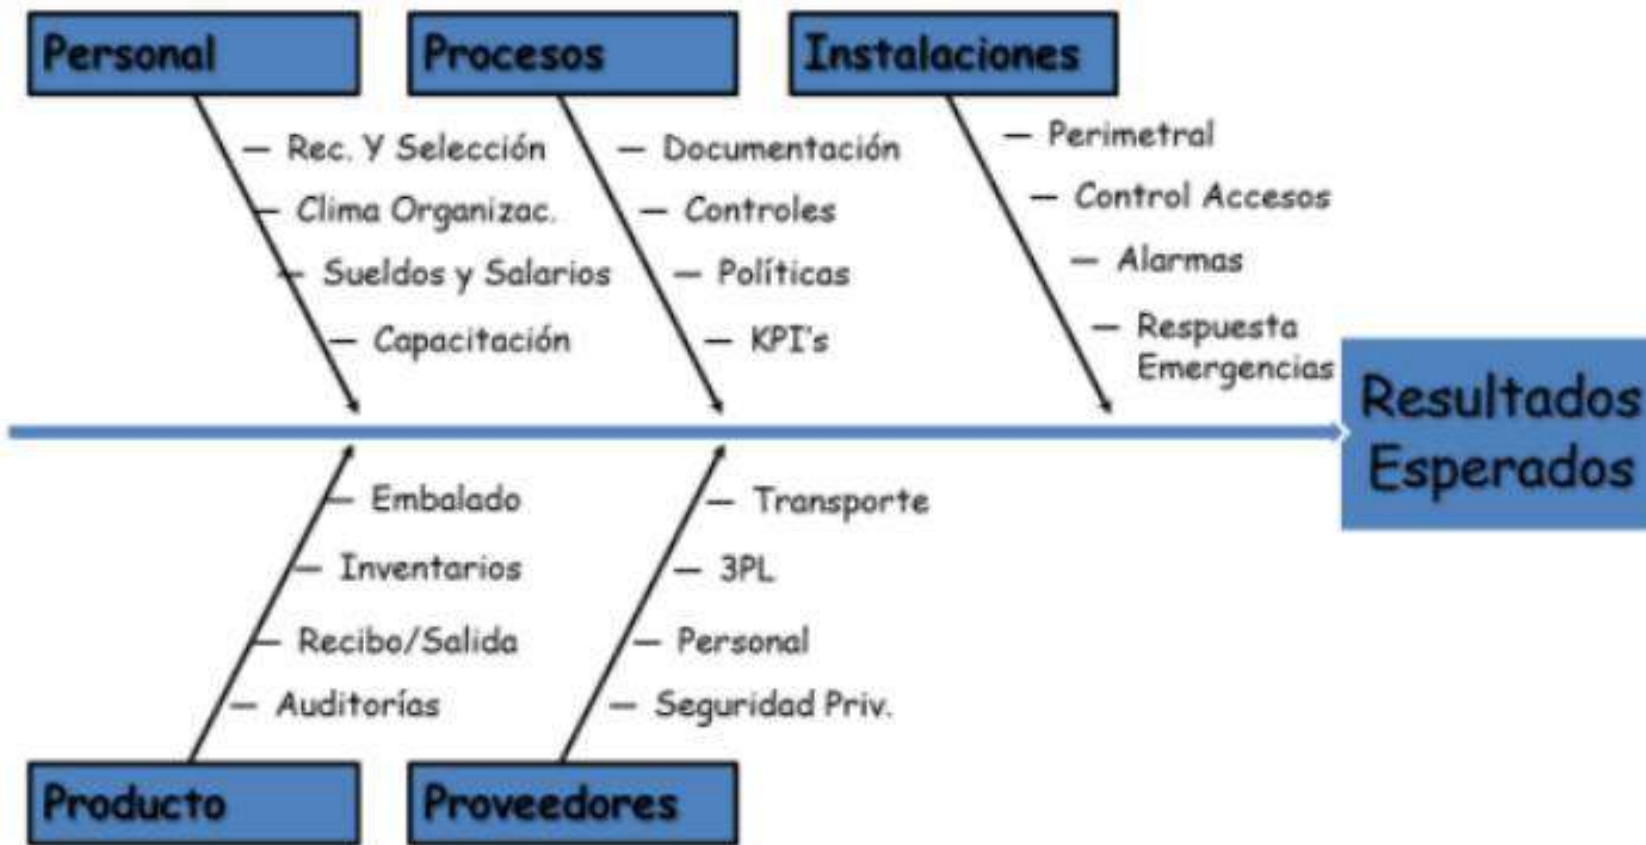 Personal
Procesos
Instalaciones
— Rec. Y Selección
— Clima Organizac.
— Sueldos y Salarios
— Capacitación
— Documentación
— Controles
— Políticas
— KPI's
— Perimetral
— Control Accesos
— Alarmas
— Respuesta
Emergencias
Resultados
Esperados
— Embalado
— Inventarios
— Recibo/Salida
— Auditorías
— Transporte
— 3PL
— Personal
— Seguridad Priv.
Producto
Proveedores